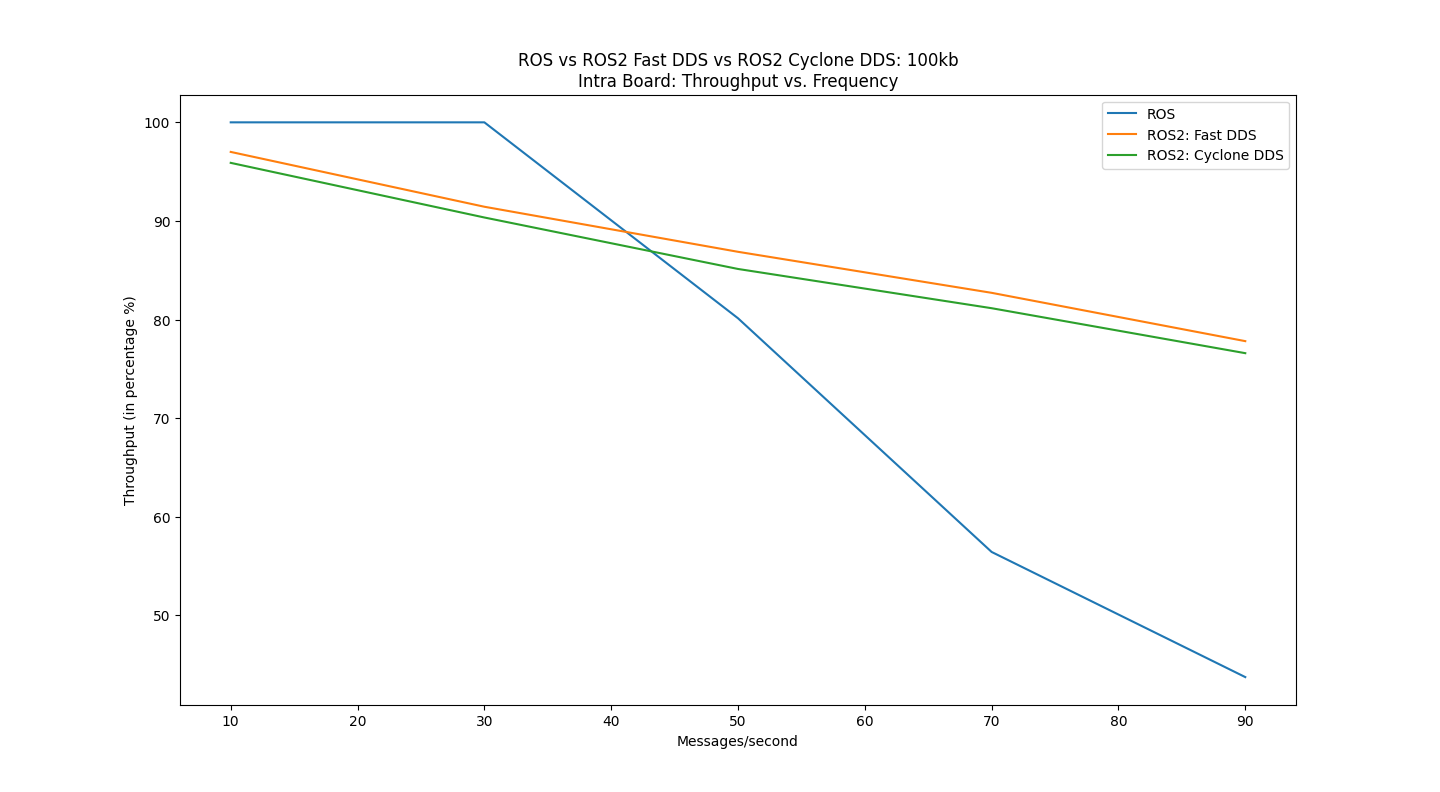 ROS vs ROS2 Fast DDS vs ROS2 Cyclone DDS: 100kb
Intra Board: Throughput vs. Frequency
ROS
ROS2: Fast DDS
ROS2: Cyclone DDS
Throughput (in percentage %)
100
90
80
70
60
50
10 20 30 40 50 60 70 80 90
Messages/second